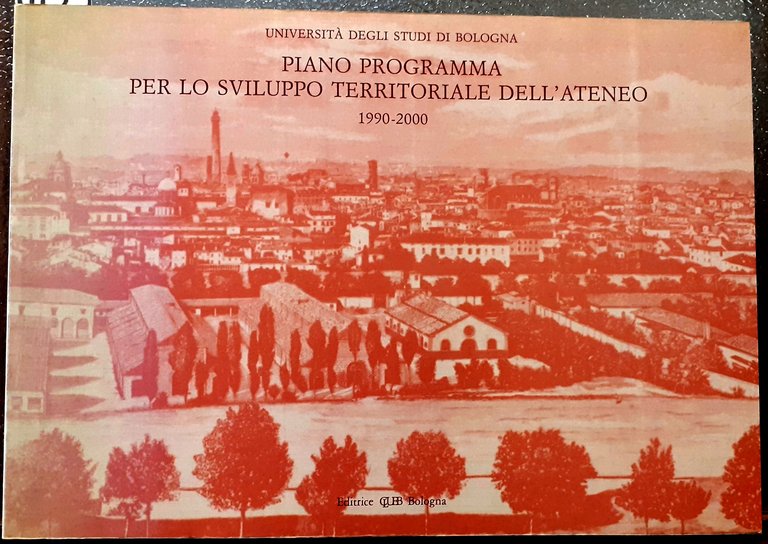 UNIVERSITÀ DEGLI STUDI DI BOLOGNA
PIANO PROGRAMMA
PER LO SVILUPPO TERRITORIALE DELL'ATENEO
1990-2000
Editrice CLUEB Bologna